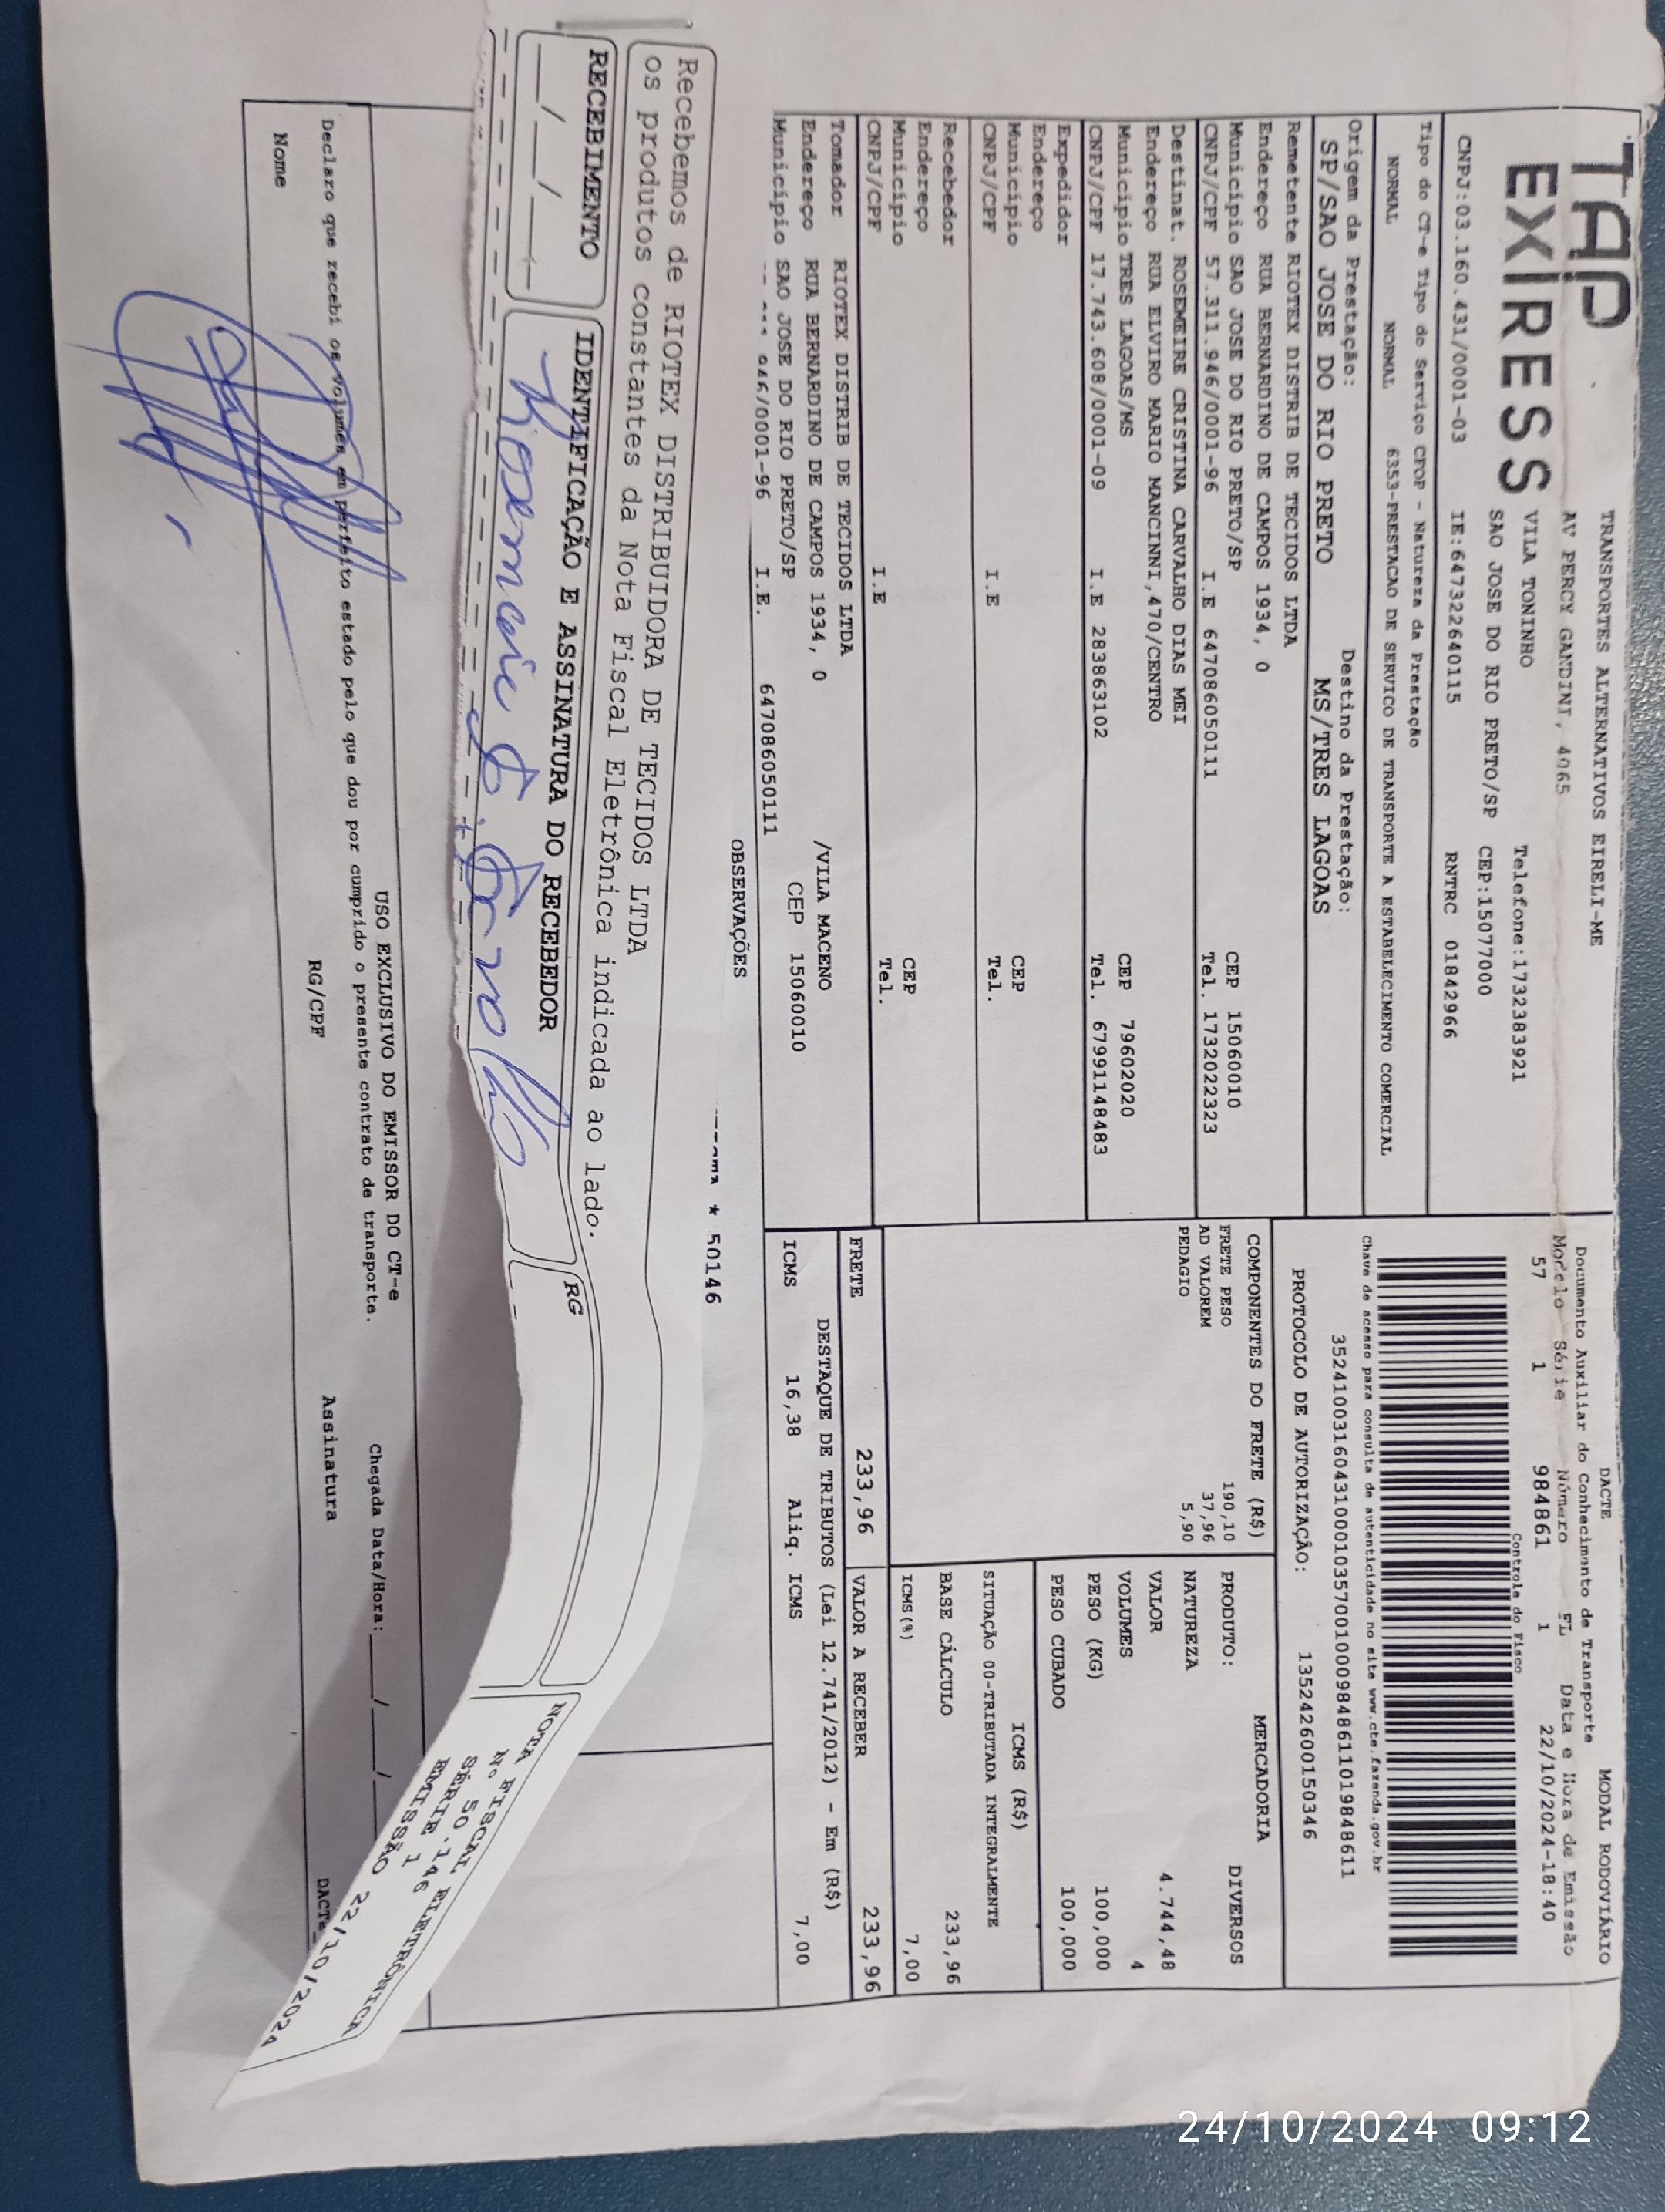 TAP
EXPRESS
TRANSPORTES ALTERNATIVOS EIRELI-ME
AV PERCY GANDINI, 4065
VILA TONINHO Telefone:1732383921
SAO JOSE DO RIO PRETO/SP CEP:15077000
CNPJ:03.160.431/0001-03 IE:647322640115 RNTRC 01842966
DACTE MODAL RODOVIÁRIO
Documento Auxiliar do Conhecimento de Transporte
Modelo Série Número FL Data e Hora de Emissão
57 1 984861 1 22/10/2024-18:40
Controle do Fisco
Tipo do CT-e Tipo do Serviço CFOP - Natureza da Prestação
NORMAL NORMAL 6353-PRESTACAO DE SERVICO DE TRANSPORTE A ESTABELECIMENTO COMERCIAL
Chave de acesso para consulta de autenticidade no site www.cte.fazenda.gov.br
35241003160431000103570010009848611019848611
Origem da Prestação: Destino da Prestação:
SP/SAO JOSE DO RIO PRETO MS/TRES LAGOAS
PROTOCOLO DE AUTORIZAÇÃO: 135242600150346
Remetente RIOTEX DISTRIB DE TECIDOS LTDA
Endereço RUA BERNARDINO DE CAMPOS 1934, 0
Município SAO JOSE DO RIO PRETO/SP CEP 15060010
CNPJ/CPF 57.311.946/0001-96 I.E 647086050111 Tel. 1732022323
Destinat. ROSEMEIRE CRISTINA CARVALHO DIAS MEI
Endereço RUA ELVIRO MARIO MANCINNI,470/CENTRO
Município TRES LAGOAS/MS CEP 79602020
CNPJ/CPF 17.743.608/0001-09 I.E 283863102 Tel. 67991148483
Expedidor
Endereço
Município CEP
CNPJ/CPF I.E Tel.
Recebedor
Endereço
Município CEP
CNPJ/CPF I.E Tel.
Tomador RIOTEX DISTRIB DE TECIDOS LTDA
Endereço RUA BERNARDINO DE CAMPOS 1934, 0 /VILA MACENO
Município SAO JOSE DO RIO PRETO/SP CEP 15060010
946/0001-96 I.E. 647086050111
COMPONENTES DO FRETE (R$)
FRETE PESO 190,10
AD VALOREM 37,96
PEDAGIO 5,90
MERCADORIA
PRODUTO: DIVERSOS
NATUREZA
VALOR 4.744,48
VOLUMES 4
PESO (KG) 100,000
PESO CUBADO 100,000
ICMS (R$)
SITUAÇÃO 00-TRIBUTADA INTEGRALMENTE
BASE CÁLCULO 233,96
ICMS(%) 7,00
FRETE 233,96 VALOR A RECEBER 233,96
DESTAQUE DE TRIBUTOS (Lei 12.741/2012) - Em (R$)
ICMS 16,38 Aliq. ICMS 7,00
OBSERVAÇÕES
* 50146
Recebemos de RIOTEX DISTRIBUIDORA DE TECIDOS LTDA
os produtos constantes da Nota Fiscal Eletrônica indicada ao lado.
RECEBIMENTO IDENTIFICAÇÃO E ASSINATURA DO RECEBEDOR RG
__/__/__
NOTA FISCAL ELETRÔNICA
Nº 50.146
SÉRIE 1
EMISSÃO 22/10/2024
USO EXCLUSIVO DO EMISSOR DO CT-e
Declaro que recebi os volumes em perfeito estado pelo que dou por cumprido o presente contrato de transporte. Chegada Data/Hora:____/____/
Nome RG/CPF Assinatura DACTe
24/10/2024 09:12